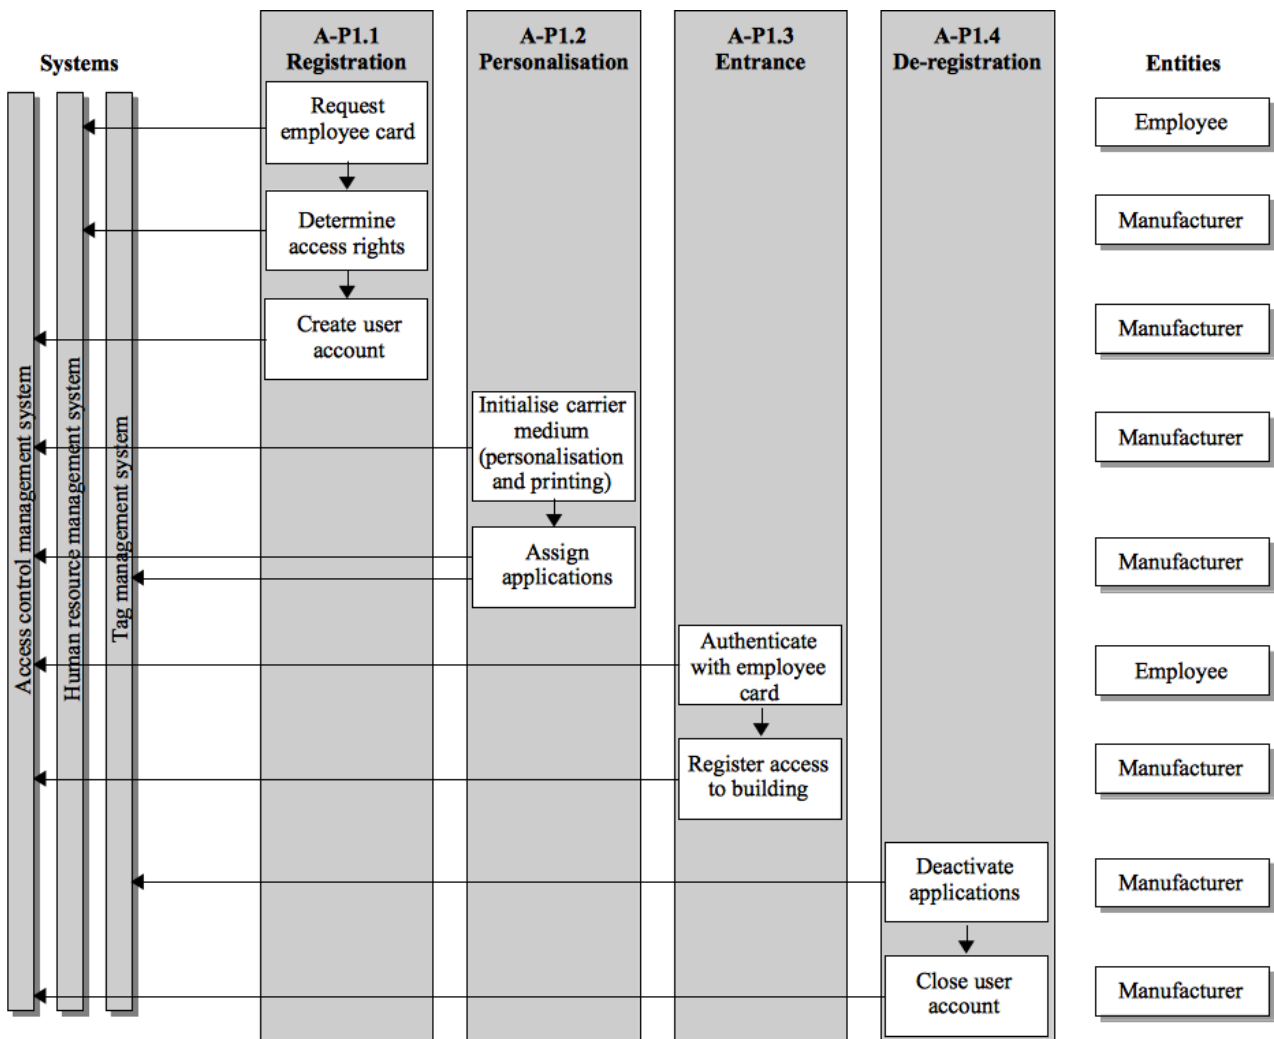 Systems
A-P1.1
Registration
A-P1.2
Personalisation
A-P1.3
Entrance
A-P1.4
De-registration
Entities
Request
employee card
Employee
Determine
access rights
Manufacturer
Create user
account
Manufacturer
Initialise carrier
medium
(personalisation
and printing)
Manufacturer
Assign
applications
Manufacturer
Authenticate
with employee
card
Employee
Register access
to building
Manufacturer
Deactivate
applications
Manufacturer
Close user
account
Manufacturer
Access control management system
Human resource management system
Tag management system